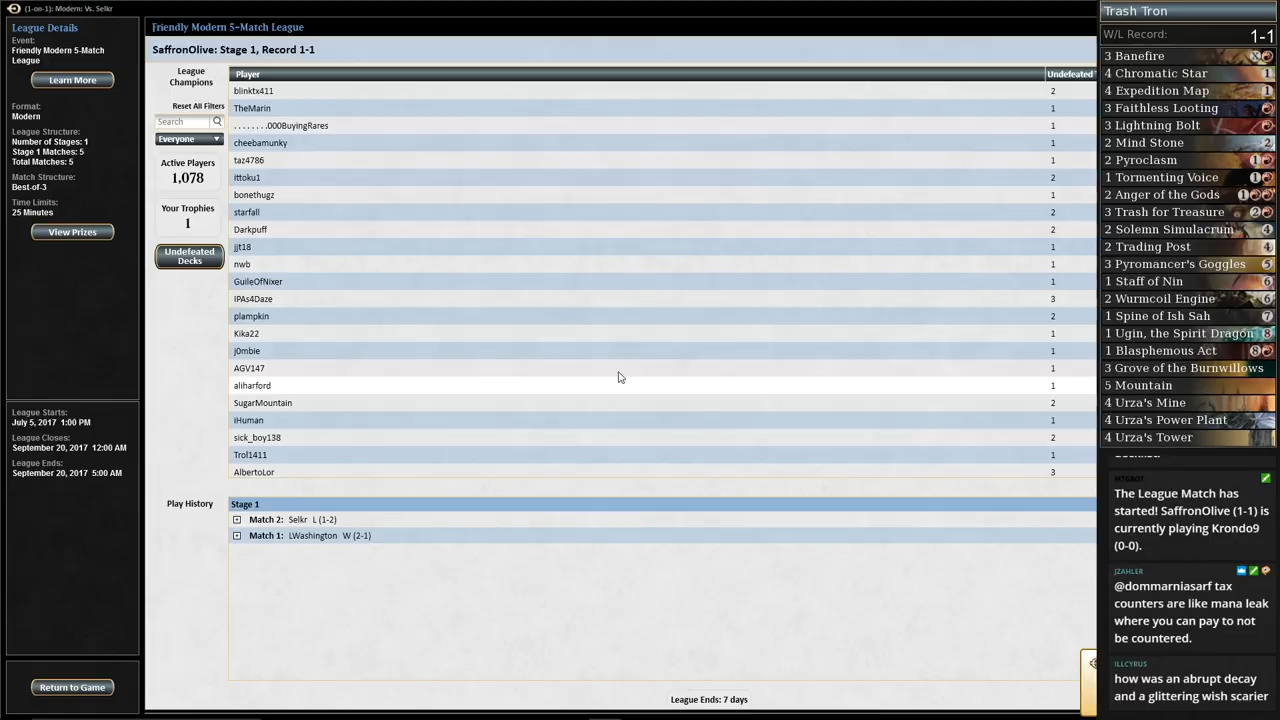 (1-on-1): Modern: Vs. Selkr
League Details
Event:
Friendly Modern 5-Match
League
Learn More
Format:
Modern
League Structure:
Number of Stages: 1
Stage 1 Matches: 5
Total Matches: 5
Match Structure:
Best-of-3
Time Limits:
25 Minutes
View Prizes
League Starts:
July 5, 2017 1:00 PM
League Closes:
September 20, 2017 12:00 AM
League Ends:
September 20, 2017 5:00 AM
Return to Game
Friendly Modern 5-Match League
SaffronOlive: Stage 1, Record 1-1
League
Champions
Reset All Filters
Search
Everyone
Active Players
1,078
Your Trophies
1
Undefeated
Decks
Player Undefeated
blinktx411 2
TheMarin 1
........000BuyingRares 1
cheebamunky 1
taz4786 1
ittoku1 2
bonethugz 1
starfall 2
Darkpuff 2
jjt18 1
nwb 1
GuileOfNixer 1
IPAs4Daze 3
plampkin 2
Kika22 1
j0mbie 1
AGV147 1
aliharford 1
SugarMountain 2
iHuman 1
sick_boy138 2
Trol1411 1
AlbertoLor 3
Play History
Stage 1
Match 2: Selkr L (1-2)
Match 1: LWashington W (2-1)
League Ends: 7 days
Trash Tron
W/L Record: 1-1
3 Banefire X
4 Chromatic Star 1
4 Expedition Map 1
3 Faithless Looting
3 Lightning Bolt
2 Mind Stone 2
2 Pyroclasm 1
1 Tormenting Voice 1
2 Anger of the Gods 1
3 Trash for Treasure 2
2 Solemn Simulacrum 4
2 Trading Post 4
3 Pyromancer's Goggles 5
1 Staff of Nin 6
2 Wurmcoil Engine 6
1 Spine of Ish Sah 7
1 Ugin, the Spirit Dragon 8
1 Blasphemous Act 8
3 Grove of the Burnwillows
5 Mountain
4 Urza's Mine
4 Urza's Power Plant
4 Urza's Tower
MTGBOT
The League Match has
started! SaffronOlive (1-1) is
currently playing Krondo9
(0-0).
JZAHLER
@dommarniasarf tax
counters are like mana leak
where you can pay to not
be countered.
ILLCYRUS
how was an abrupt decay
and a glittering wish scarier